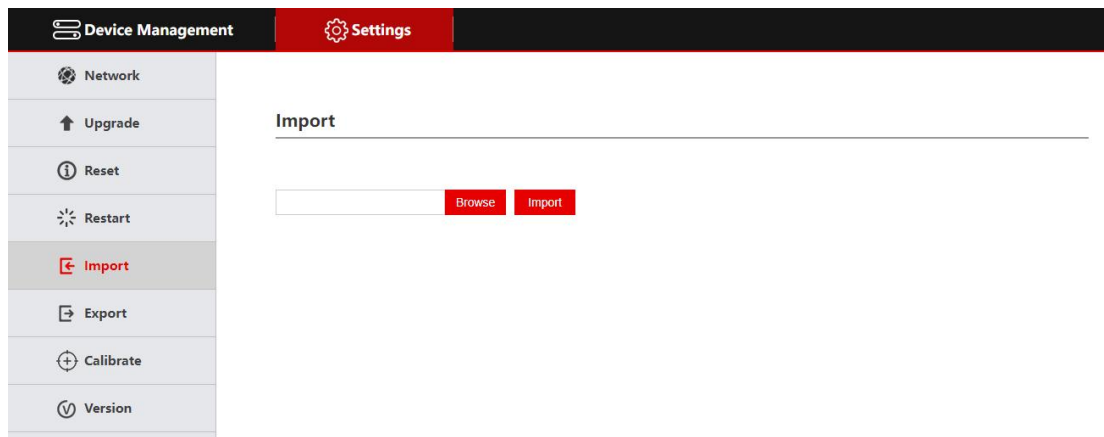 Device Management
Settings
Network
Upgrade
Reset
Restart
Import
Export
Calibrate
Version
Import
Browse
Import